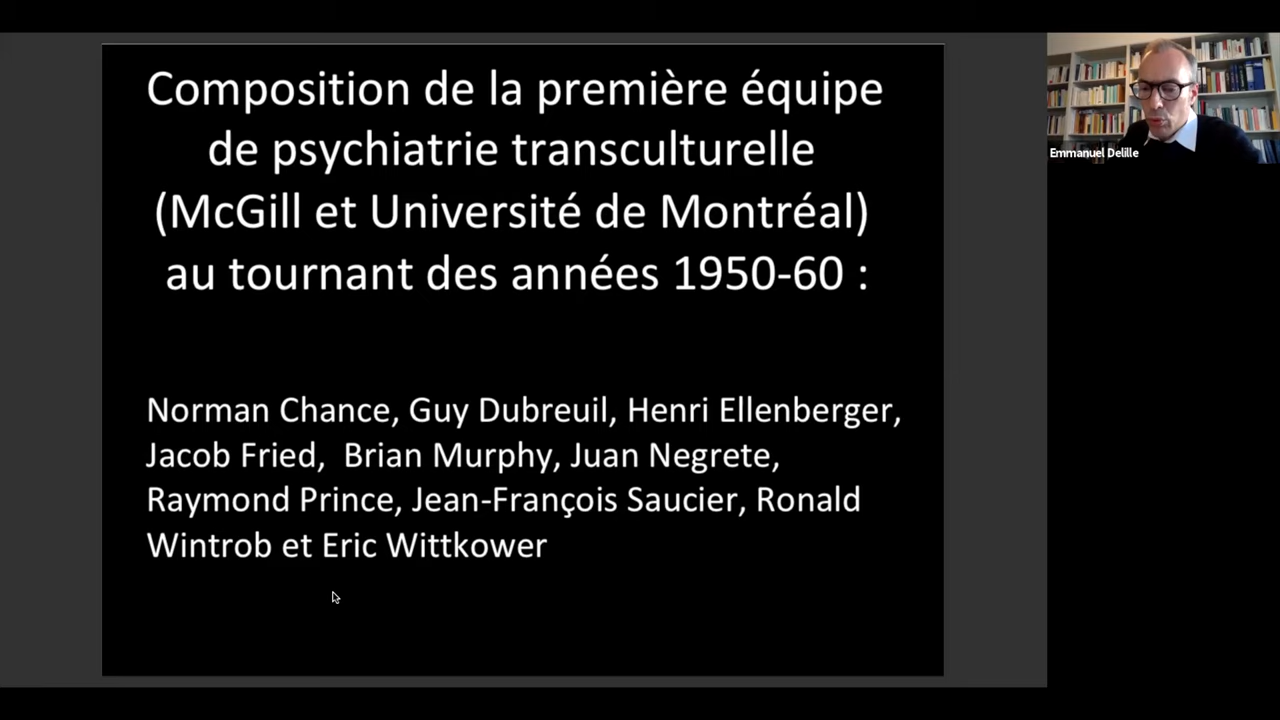 Composition de la première équipe
de psychiatrie transculturelle
(McGill et Université de Montréal)
au tournant des années 1950-60 :
Norman Chance, Guy Dubreuil, Henri Ellenberger,
Jacob Fried, Brian Murphy, Juan Negrete,
Raymond Prince, Jean-François Saucier, Ronald
Wintrob et Eric Wittkower
Emmanuel Delille